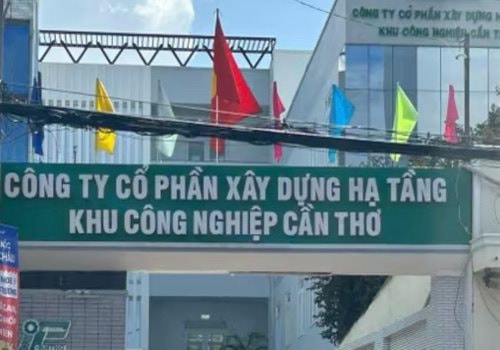 CÔNG TY CỔ PHẦN XÂY DỰNG
KHU CÔNG NGHIỆP CẦN
CÔNG TY CỔ PHẦN XÂY DỰNG HẠ TẦNG
KHU CÔNG NGHIỆP CẦN THƠ